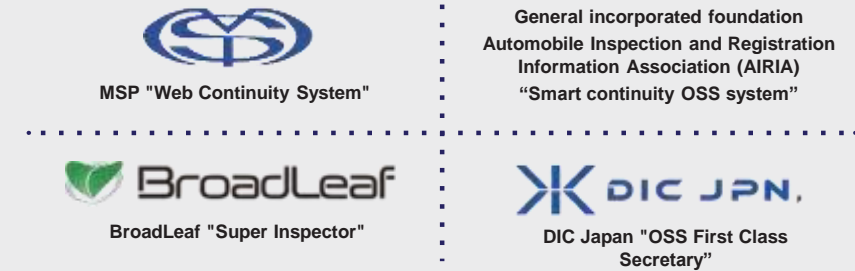 MSP "Web Continuity System"
General incorporated foundation
Automobile Inspection and Registration
Information Association (AIRIA)
“Smart continuity OSS system”
BroadLeaf
BroadLeaf "Super Inspector"
DIC JPN.
DIC Japan "OSS First Class
Secretary”